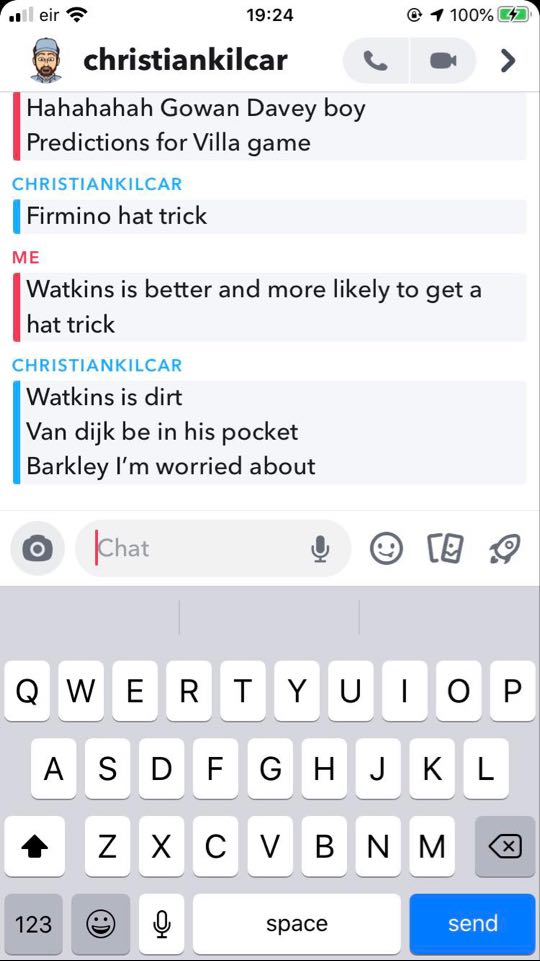 eir 19:24 100%
christiankilcar
Hahahahah Gowan Davey boy
Predictions for Villa game
CHRISTIANKILCAR
Firmino hat trick
ME
Watkins is better and more likely to get a
hat trick
CHRISTIANKILCAR
Watkins is dirt
Van dijk be in his pocket
Barkley I’m worried about
Chat
Q W E R T Y U I O P
A S D F G H J K L
Z X C V B N M
123 space send